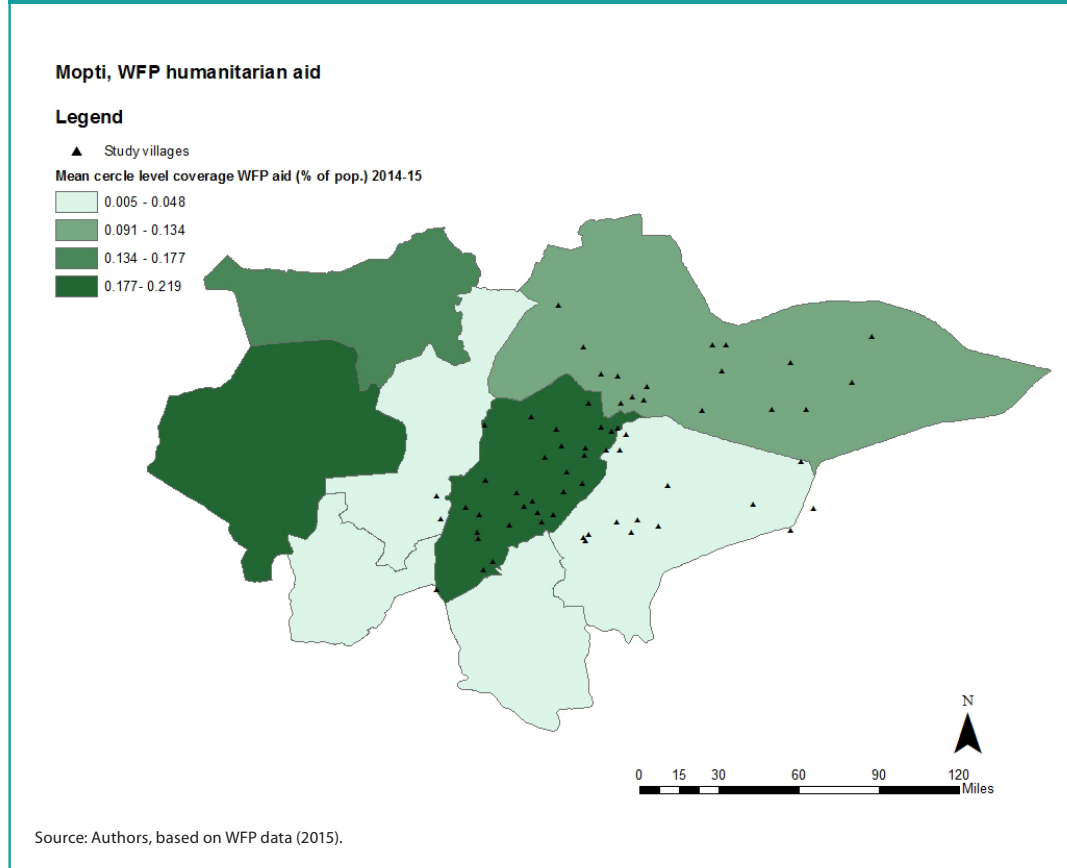 Mopti, WFP humanitarian aid
Legend
Study villages
Mean cercle level coverage WFP aid (% of pop.) 2014-15
0.005 - 0.048
0.091 - 0.134
0.134 - 0.177
0.177- 0.219
N
0 15 30 60 90 120
Miles
Source: Authors, based on WFP data (2015).